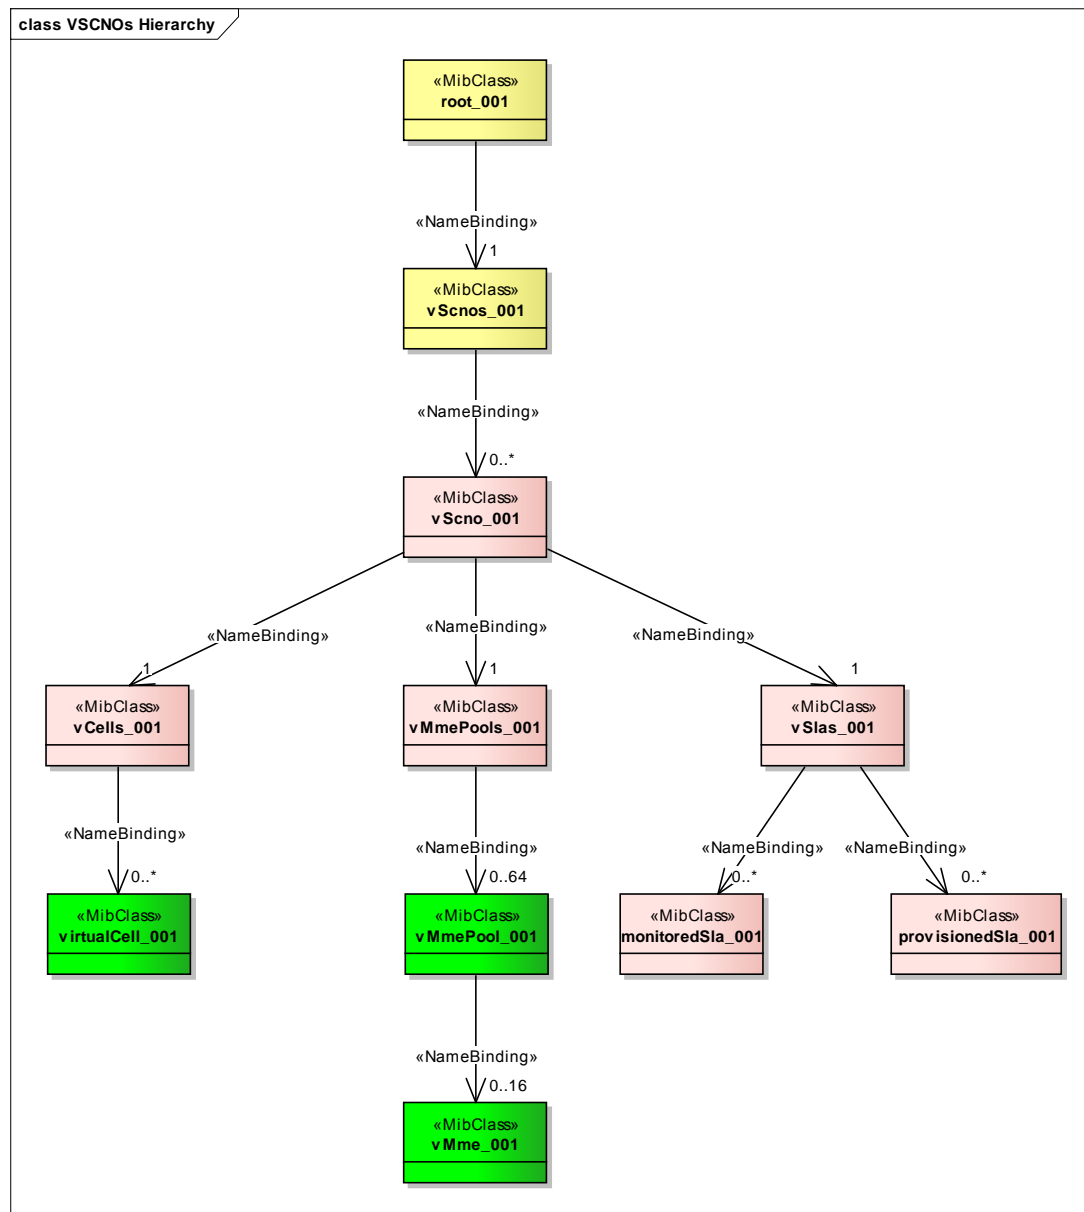 class VSCNOs Hierarchy
«MibClass»
root_001
«NameBinding»
1
«MibClass»
vScnos_001
«NameBinding»
0..*
«MibClass»
vScno_001
«NameBinding»
«NameBinding»
«NameBinding»
1
1
1
«MibClass»
vCells_001
«MibClass»
vMmePools_001
«MibClass»
vSlas_001
«NameBinding»
«NameBinding»
«NameBinding»
«NameBinding»
0..*
0..64
0..*
0..*
«MibClass»
virtualCell_001
«MibClass»
vMmePool_001
«MibClass»
monitoredSla_001
«MibClass»
provisionedSla_001
«NameBinding»
0..16
«MibClass»
vMme_001